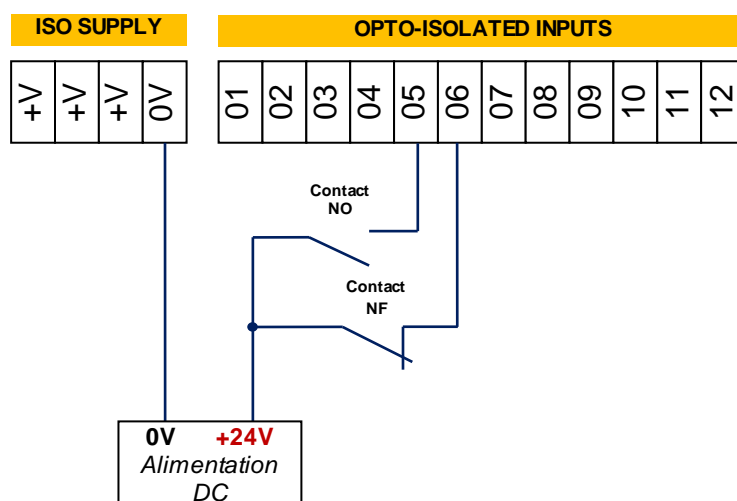 ISO SUPPLY
OPTO-ISOLATED INPUTS
+V +V +V 0V 01 02 03 04 05 06 07 08 09 10 11 12
Contact
NO
Contact
NF
0V +24V
Alimentation
DC